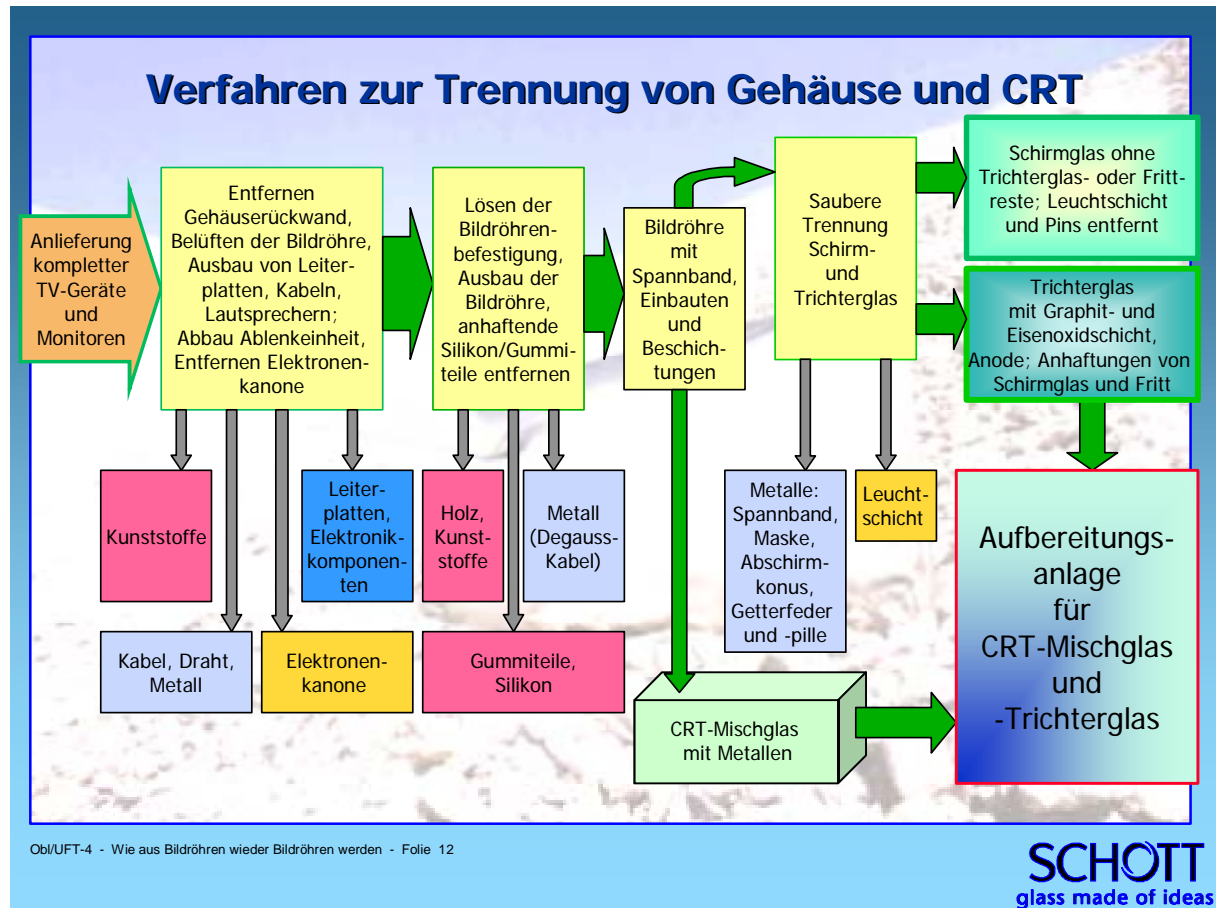 Verfahren zur Trennung von Gehäuse und CRT
Anlieferung
kompletter
TV-Geräte
und
Monitoren
Entfernen
Gehäuserückwand,
Belüften der Bildröhre,
Ausbau von Leiter-
platten, Kabeln,
Lautsprechern;
Abbau Ablenkeinheit,
Entfernen Elektronen-
kanone
Lösen der
Bildröhren-
befestigung,
Ausbau der
Bildröhre,
anhaftende
Silikon/Gummi-
teile entfernen
Bildröhre
mit
Spannband,
Einbauten
und
Beschich-
tungen
Saubere
Trennung
Schirm-
und
Trichterglas
Schirmglas ohne
Trichterglas- oder Fritt-
reste; Leuchtschicht
und Pins entfernt
Trichterglas
mit Graphit- und
Eisenoxidschicht,
Anode; Anhaftungen von
Schirmglas und Fritt
Kunststoffe
Leiter-
platten,
Elektronik-
komponen-
ten
Holz,
Kunst-
stoffe
Metall
(Degauss-
Kabel)
Metalle:
Spannband,
Maske,
Abschirm-
konus,
Getterfeder
und -pille
Leucht-
schicht
Aufbereitungs-
anlage
für
CRT-Mischglas
und
-Trichterglas
Kabel, Draht,
Metall
Elektronen-
kanone
Gummiteile,
Silikon
CRT-Mischglas
mit Metallen
Obl/UFT-4 - Wie aus Bildröhren wieder Bildröhren werden - Folie 12
SCHOTT
glass made of ideas